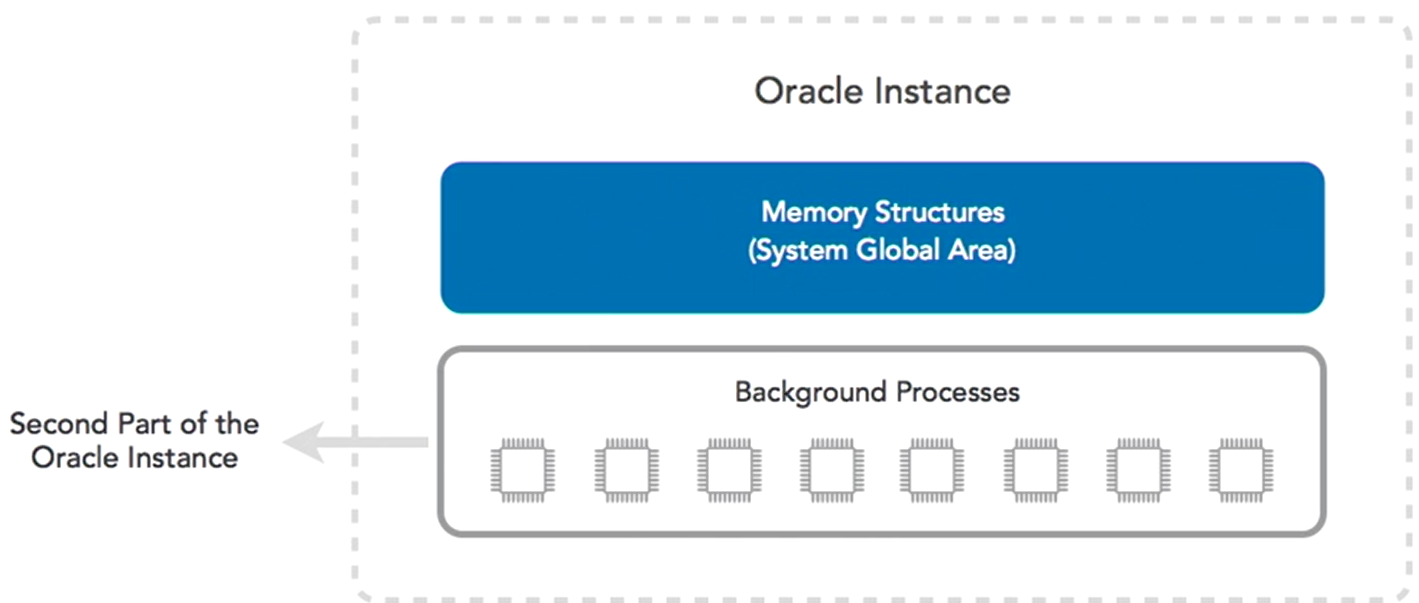 Oracle Instance
Memory Structures
(System Global Area)
Background Processes
Second Part of the
Oracle Instance